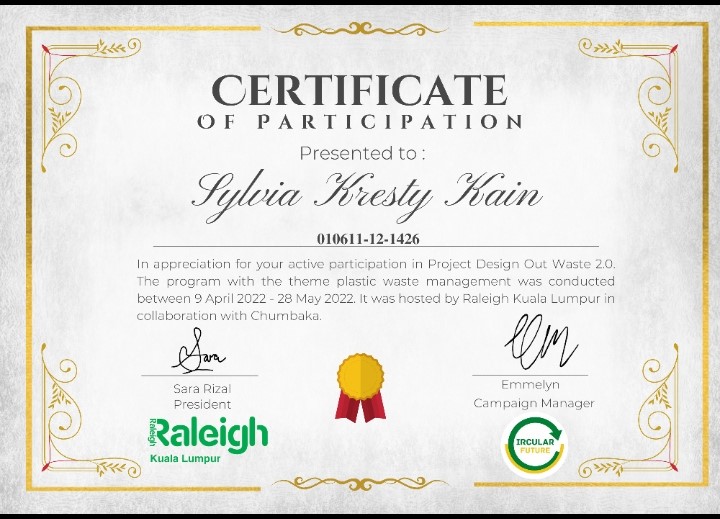 CERTIFICATE
OF PARTICIPATION
Presented to :
Sylvia Kresty Kain
010611-12-1426
In appreciation for your active participation in Project Design Out Waste 2.0.
The program with the theme plastic waste management was conducted
between 9 April 2022 - 28 May 2022. It was hosted by Raleigh Kuala Lumpur in
collaboration with Chumbaka.
Sara
Sara Rizal
President
Emmelyn
Campaign Manager
Raleigh
Raleigh
Kuala Lumpur
CIRCULAR
FUTURE